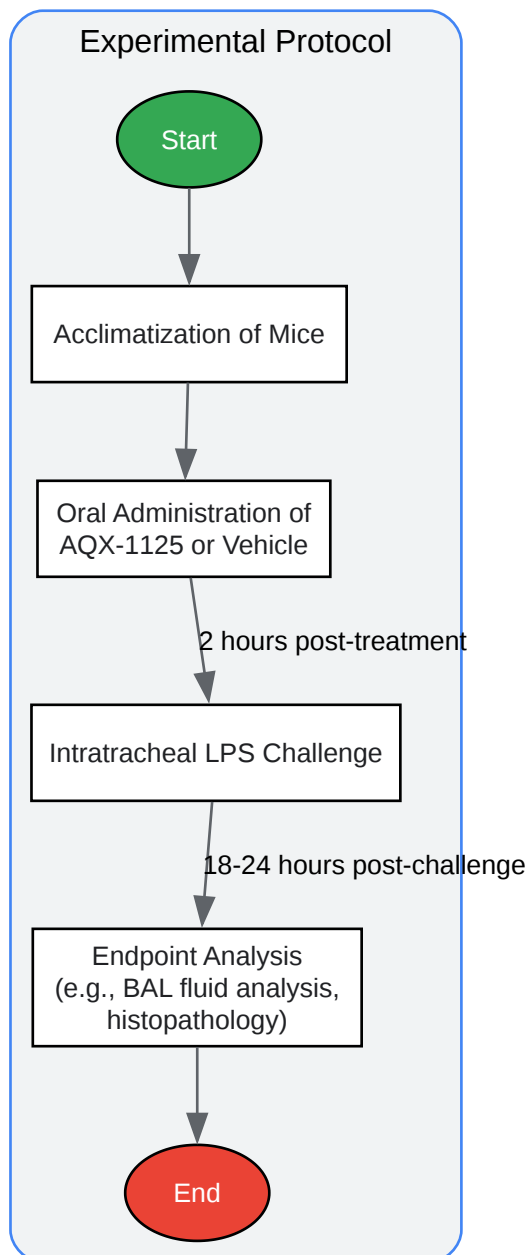 Experimental Protocol
Start
Acclimatization of Mice
Oral Administration of
AQX-1125 or Vehicle
2 hours post-treatment
Intratracheal LPS Challenge
18-24 hours post-challenge
Endpoint Analysis
(e.g., BAL fluid analysis,
histopathology)
End